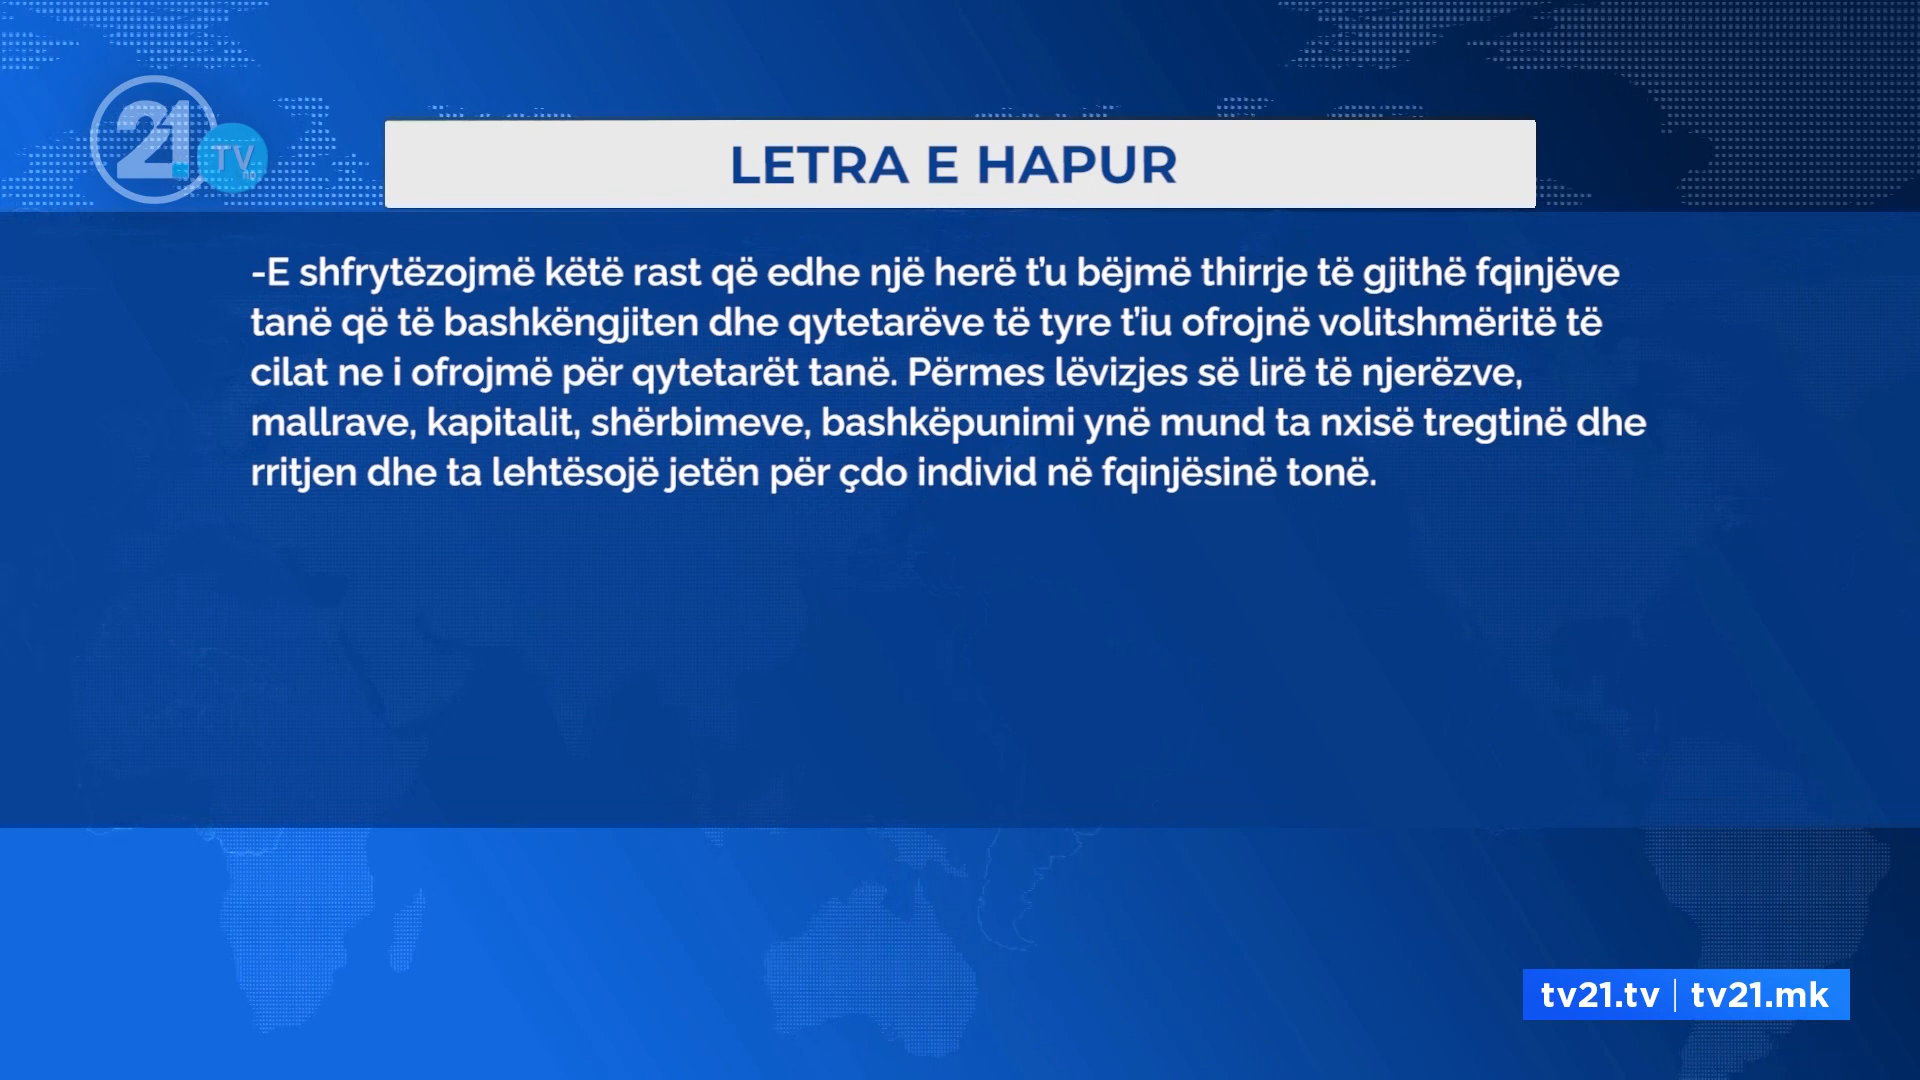 21.
TV
HD
LETRA E HAPUR
-E shfrytëzojmë këtë rast që edhe një herë t'u bëjmë thirrje të gjithë fqinjëve
tanë që të bashkëngjiten dhe qytetarëve të tyre t'iu ofrojnë volitshmëritë të
cilat ne i ofrojmë për qytetarët tanë. Përmes lëvizjes së lirë të njerëzve,
mallrave, kapitalit, shërbimeve, bashkëpunimi ynë mund ta nxisë tregtinë dhe
rritjen dhe ta lehtësojë jetën për çdo individ në fqinjësinë tonë.
tv21.tv | tv21.mk